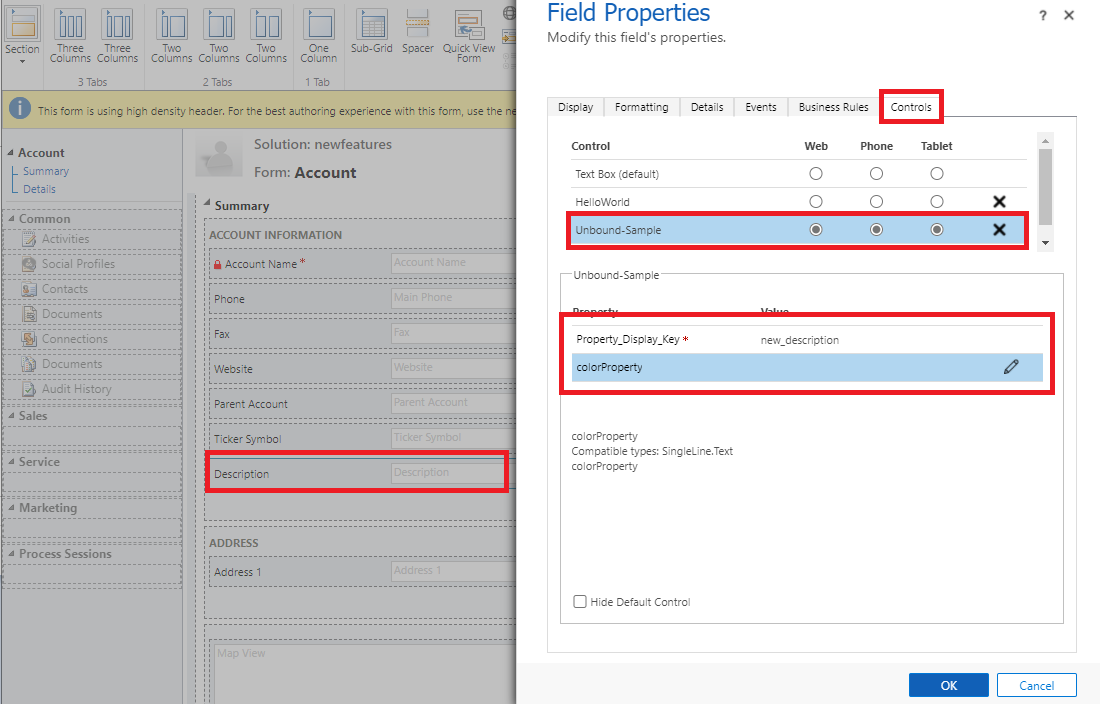 Section
Three Columns
Three Columns
3 Tabs
Two Columns
Two Columns
Two Columns
2 Tabs
One Column
1 Tab
Sub-Grid
Spacer
Quick View Form
This form is using high density header. For the best authoring experience with this form, use the ne
Account
Summary
Details
Common
Activities
Social Profiles
Contacts
Documents
Connections
Documents
Audit History
Sales
Service
Marketing
Process Sessions
Solution: newfeatures
Form: Account
Summary
ACCOUNT INFORMATION
Account Name * Account Name
Phone Main Phone
Fax Fax
Website Website
Parent Account Parent Account
Ticker Symbol Ticker Symbol
Description Description
ADDRESS
Address 1 Address 1
Map View
Field Properties
?
Modify this field's properties.
Display Formatting Details Events Business Rules Controls
Control Web Phone Tablet
Text Box (default)
HelloWorld
Unbound-Sample
Unbound-Sample
Property Value
Property_Display_Key * new_description
colorProperty
colorProperty
Compatible types: SingleLine.Text
colorProperty
Hide Default Control
OK Cancel